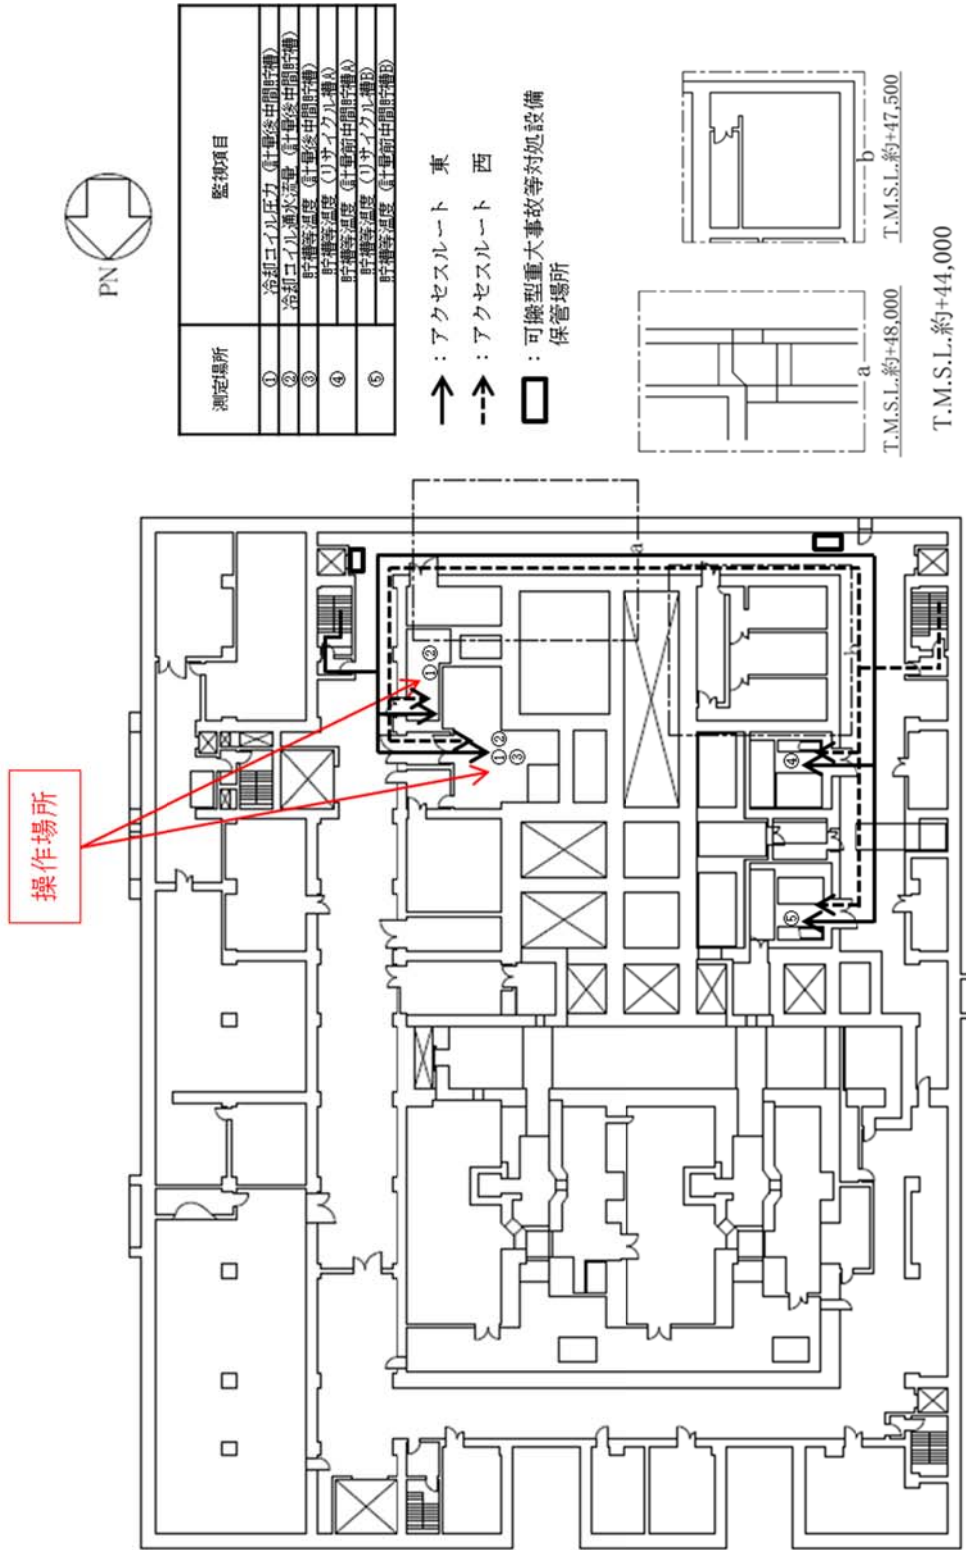 PN
測定場所
監視項目
①
冷却コイル圧力（計量後中間貯槽）
②
冷却コイル通水流量（計量後中間貯槽）
③
貯槽等温度（計量後中間貯槽）
④
貯槽等温度（リサイクル槽A）
貯槽等温度（計量前中間貯槽A）
⑤
貯槽等温度（リサイクル槽B）
貯槽等温度（計量前中間貯槽B）
：アクセスルート 東
：アクセスルート 西
：可搬型重大事故等対処設備
保管場所
a
T.M.S.L.約+48,000
b
T.M.S.L.約+47,500
T.M.S.L.約+44,000
操作場所
①②
①②
③
④
⑤
a
b